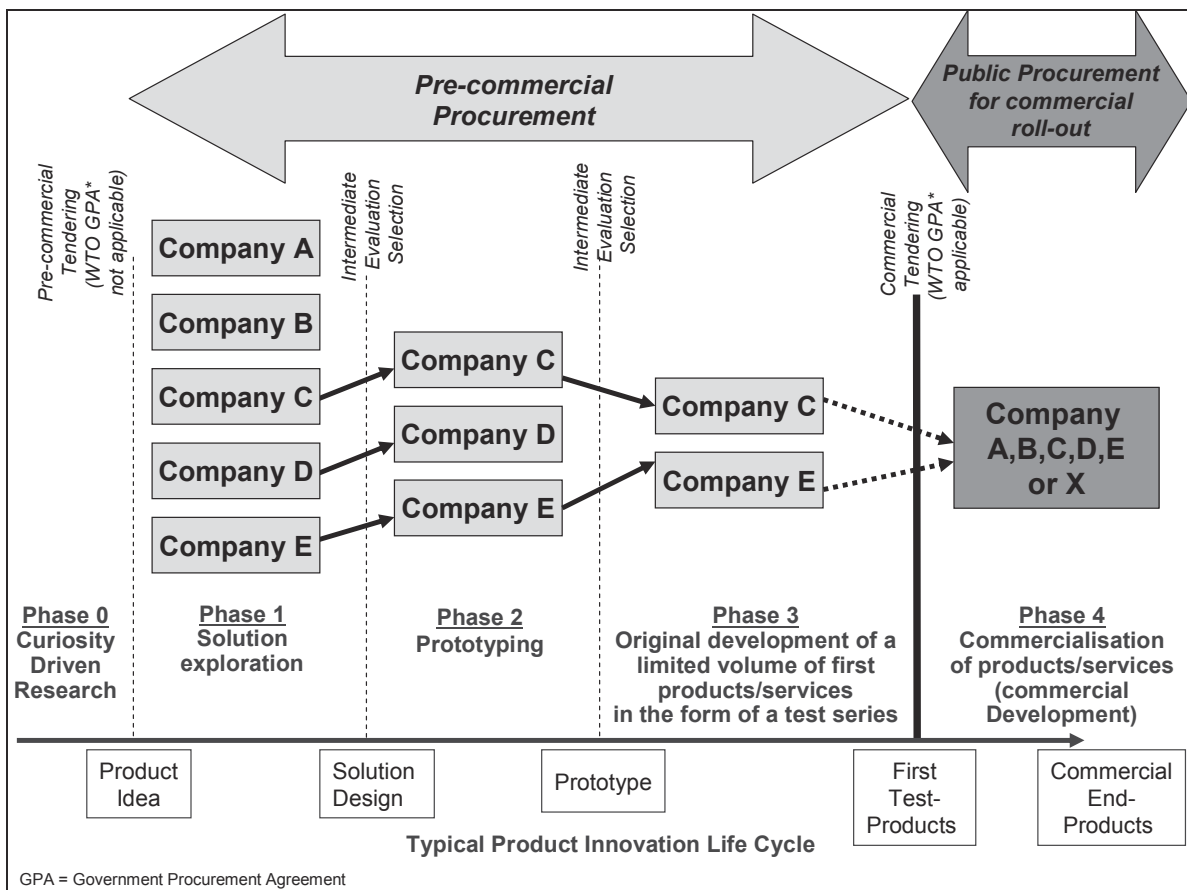 Pre-commercial
Procurement
Public Procurement
for commercial
roll-out
Pre-commercial
Tendering
(WTO GPA*
not applicable)
Intermediate
Evaluation
Selection
Intermediate
Evaluation
Selection
Commercial
Tendering
(WTO GPA*
applicable)
Company A
Company B
Company C
Company D
Company E
Company C
Company D
Company E
Company C
Company E
Company
A,B,C,D,E
or X
Phase 0
Curiosity
Driven
Research
Phase 1
Solution
exploration
Phase 2
Prototyping
Phase 3
Original development of a
limited volume of first
products/services
in the form of a test series
Phase 4
Commercialisation
of products/services
(commercial
Development)
Product
Idea
Solution
Design
Prototype
First
Test-
Products
Commercial
End-
Products
Typical Product Innovation Life Cycle
GPA = Government Procurement Agreement